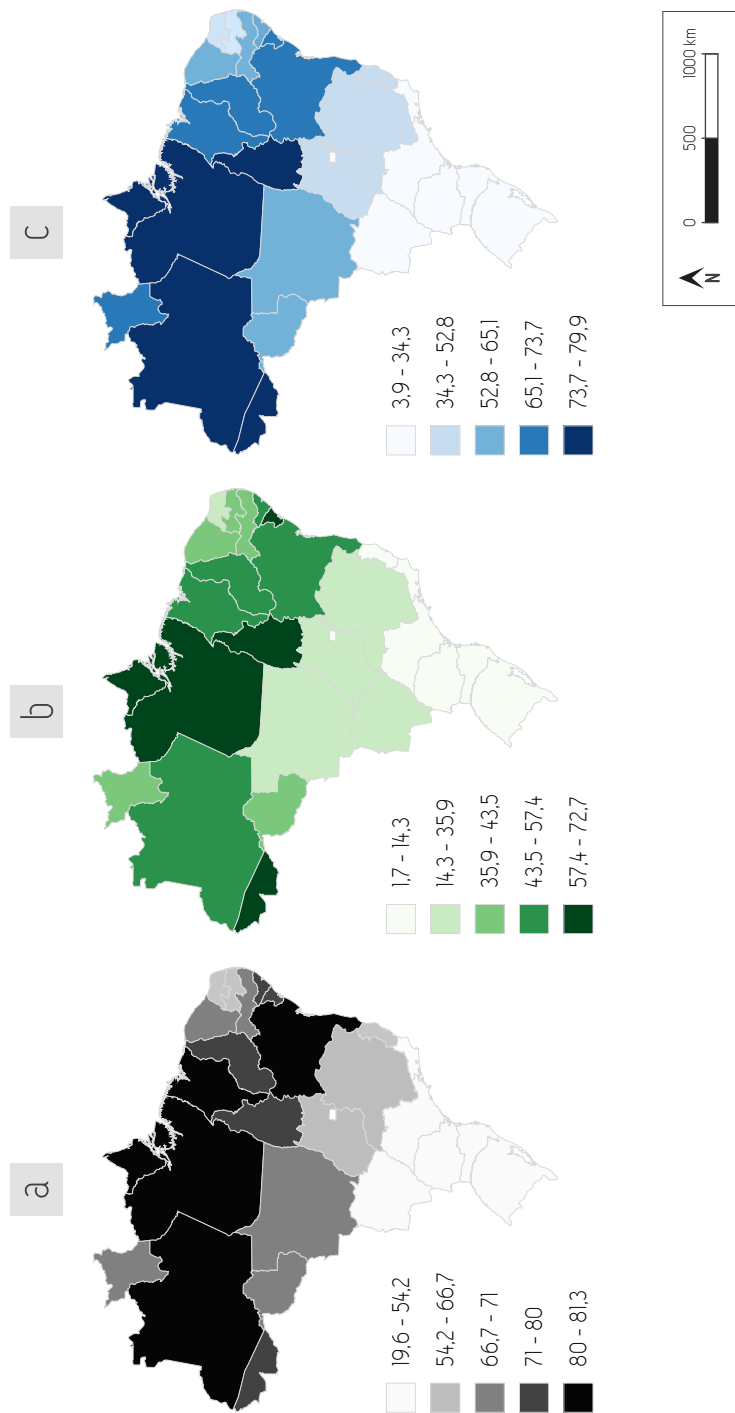 a
19,6 - 54,2
54,2 - 66,7
66,7 - 71
71 - 80
80 - 81,3
b
1,7 - 14,3
14,3 - 35,9
35,9 - 43,5
43,5 - 57,4
57,4 - 72,7
c
3,9 - 34,3
34,3 - 52,8
52,8 - 65,1
65,1 - 73,7
73,7 - 79,9
N
0 500 1000 km